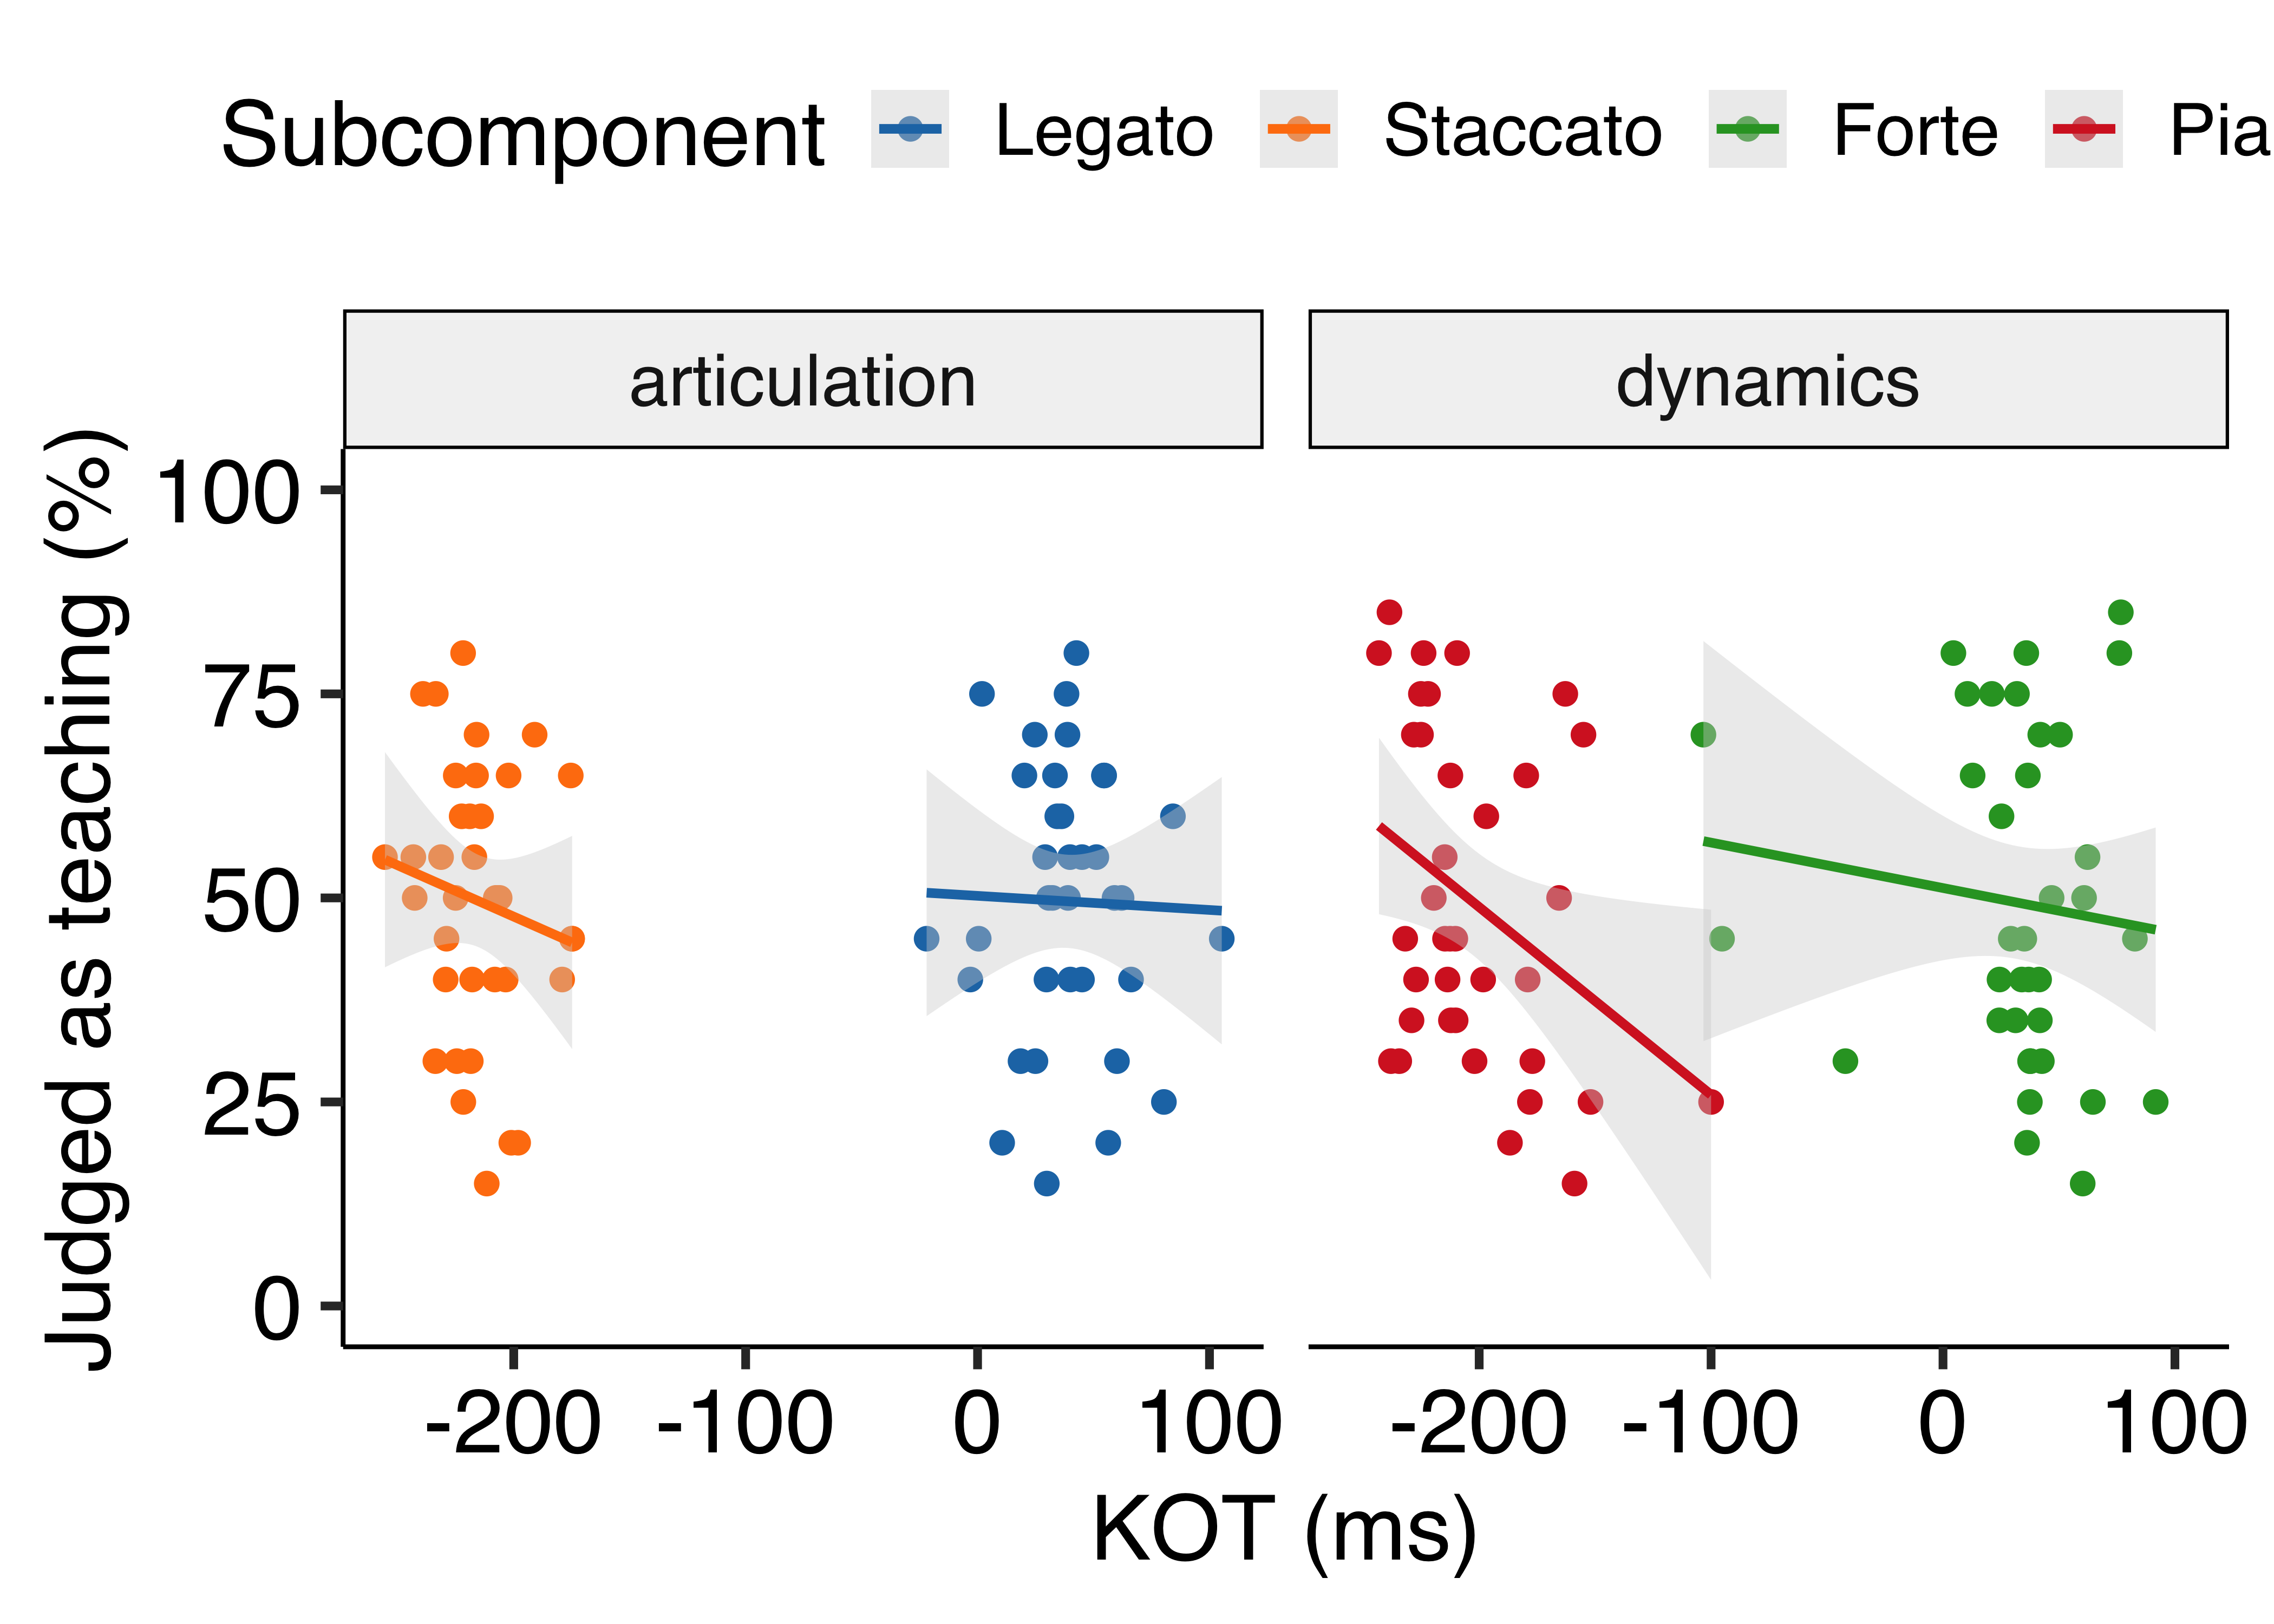 Subcomponent Legato Staccato Forte Pia
articulation dynamics
Judged as teaching (%)
100
75
50
25
0
-200 -100 0 100 -200 -100 0 100
KOT (ms)